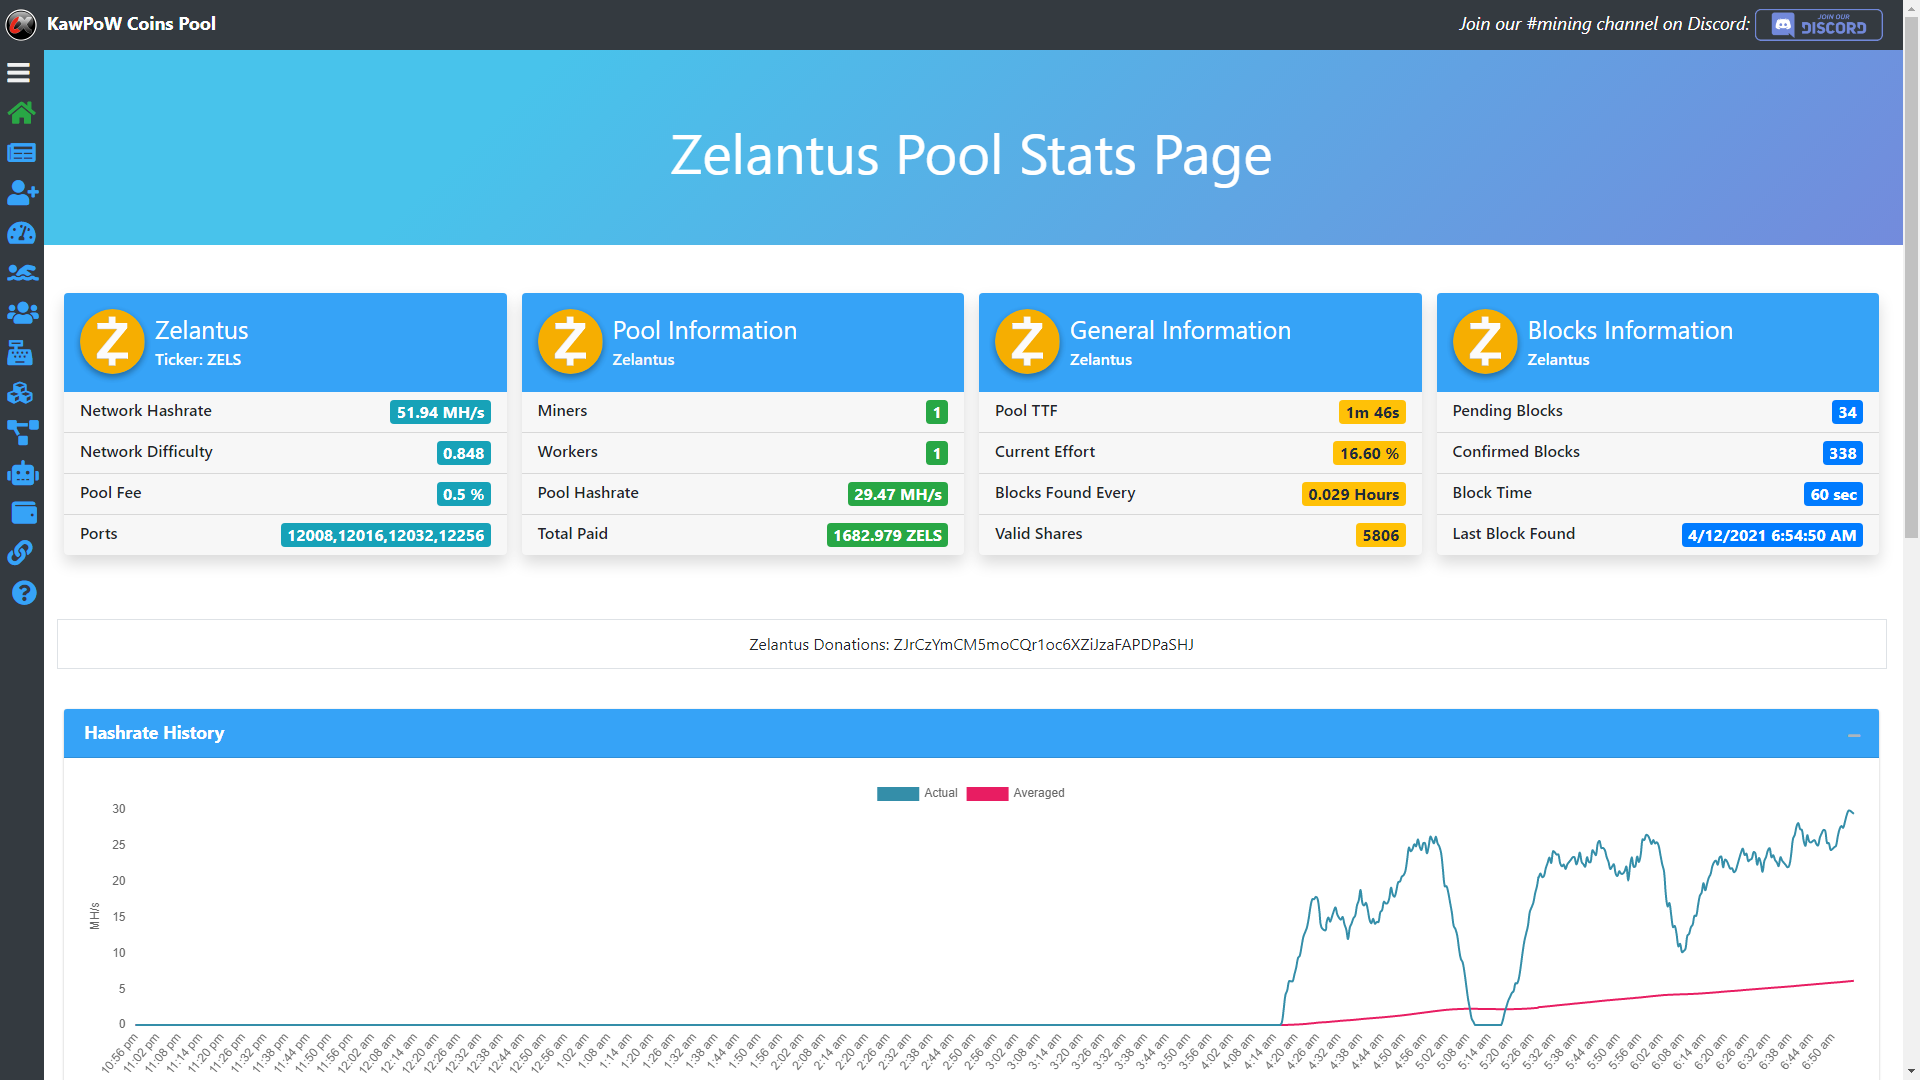 KawPoW Coins Pool
Join our #mining channel on Discord:
JOIN OUR
DISCORD
Zelantus Pool Stats Page
Zelantus
Ticker: ZELS
Network Hashrate 51.94 MH/s
Network Difficulty 0.848
Pool Fee 0.5 %
Ports 12008,12016,12032,12256
Pool Information
Zelantus
Miners 1
Workers 1
Pool Hashrate 29.47 MH/s
Total Paid 1682.979 ZELS
General Information
Zelantus
Pool TTF 1m 46s
Current Effort 16.60 %
Blocks Found Every 0.029 Hours
Valid Shares 5806
Blocks Information
Zelantus
Pending Blocks 34
Confirmed Blocks 338
Block Time 60 sec
Last Block Found 4/12/2021 6:54:50 AM
Zelantus Donations: ZJrCzYmCM5moCQr1oc6XZiJzaFAPDPaSHJ
Hashrate History
Actual Averaged
MH/s
30
25
20
15
10
5
0
10:56 pm 11:02 pm 11:08 pm 11:14 pm 11:20 pm 11:26 pm 11:32 pm 11:38 pm 11:44 pm 11:50 pm 11:56 pm 12:02 am 12:08 am 12:14 am 12:20 am 12:26 am 12:32 am 12:38 am 12:44 am 12:50 am 12:56 am 1:02 am 1:08 am 1:14 am 1:20 am 1:26 am 1:32 am 1:38 am 1:44 am 1:50 am 1:56 am 2:02 am 2:08 am 2:14 am 2:20 am 2:26 am 2:32 am 2:38 am 2:44 am 2:50 am 2:56 am 3:02 am 3:08 am 3:14 am 3:20 am 3:26 am 3:32 am 3:38 am 3:44 am 3:50 am 3:56 am 4:02 am 4:08 am 4:14 am 4:20 am 4:26 am 4:32 am 4:38 am 4:44 am 4:50 am 4:56 am 5:02 am 5:08 am 5:14 am 5:20 am 5:26 am 5:32 am 5:38 am 5:44 am 5:50 am 5:56 am 6:02 am 6:08 am 6:14 am 6:20 am 6:26 am 6:32 am 6:38 am 6:44 am 6:50 am